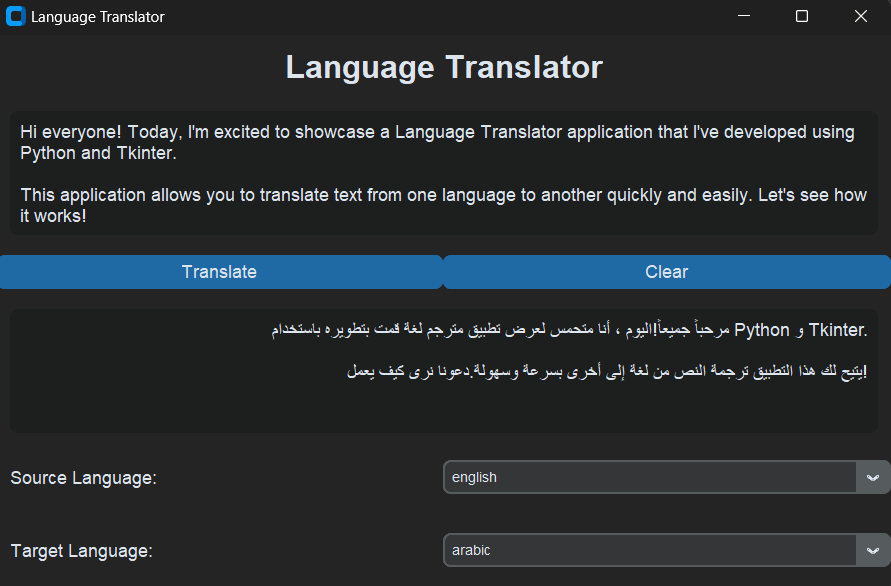 Language Translator
Language Translator
Hi everyone! Today, I'm excited to showcase a Language Translator application that I've developed using
Python and Tkinter.
This application allows you to translate text from one language to another quickly and easily. Let's see how
it works!
Translate
Clear
مرحباً جميعاً!اليوم ، أنا متحمس لعرض تطبيق مترجم لغة قمت بتطويره باستخدام Python و Tkinter.
يتيح لك هذا التطبيق ترجمة النص من لغة إلى أخرى بسرعة وسهولة.دعونا نرى كيف يعمل!
Source Language:
english
Target Language:
arabic